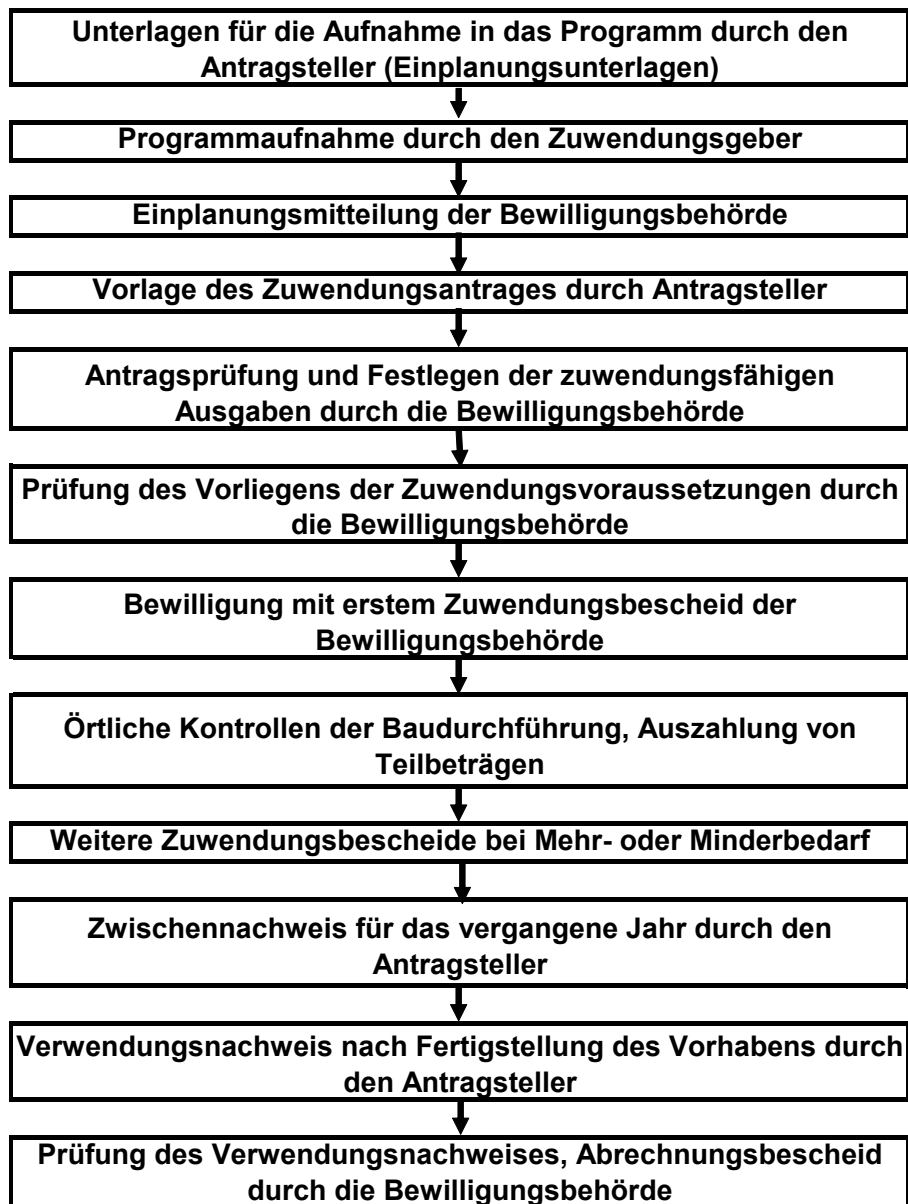 Unterlagen für die Aufnahme in das Programm durch den
Antragsteller (Einplanungsunterlagen)
Programmaufnahme durch den Zuwendungsgeber
Einplanungsmitteilung der Bewilligungsbehörde
Vorlage des Zuwendungsantrages durch Antragsteller
Antragsprüfung und Festlegen der zuwendungsfähigen
Ausgaben durch die Bewilligungsbehörde
Prüfung des Vorliegens der Zuwendungsvoraussetzungen durch
die Bewilligungsbehörde
Bewilligung mit erstem Zuwendungsbescheid der
Bewilligungsbehörde
Örtliche Kontrollen der Baudurchführung, Auszahlung von
Teilbeträgen
Weitere Zuwendungsbescheide bei Mehr- oder Minderbedarf
Zwischennachweis für das vergangene Jahr durch den
Antragsteller
Verwendungsnachweis nach Fertigstellung des Vorhabens durch
den Antragsteller
Prüfung des Verwendungsnachweises, Abrechnungsbescheid
durch die Bewilligungsbehörde